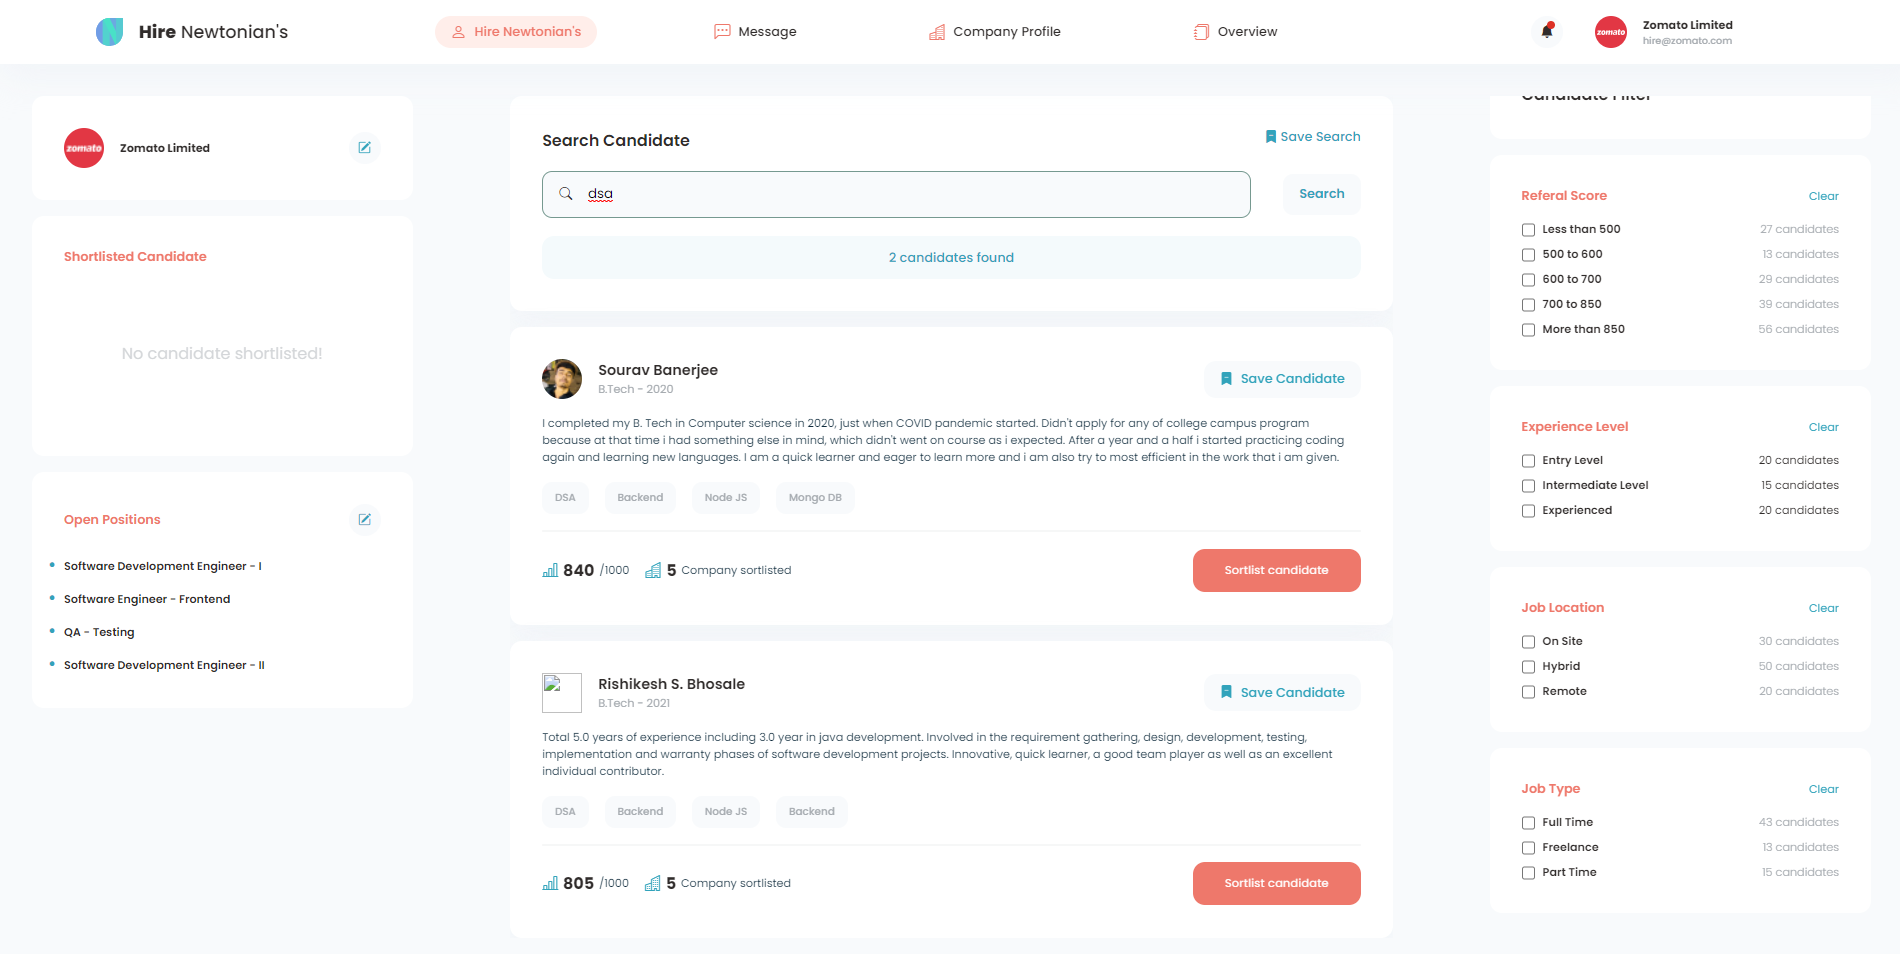 Hire Newtonian's
Hire Newtonian's
Message
Company Profile
Overview
zomato
Zomato Limited
hire@zomato.com
zomato
Zomato Limited
Shortlisted Candidate
No candidate shortlisted!
Open Positions
Software Development Engineer - I
Software Engineer - Frontend
QA - Testing
Software Development Engineer - II
Search Candidate
Save Search
dsa
Search
2 candidates found
Sourav Banerjee
B.Tech - 2020
Save Candidate
I completed my B. Tech in Computer science in 2020, just when COVID pandemic started. Didn't apply for any of college campus program
because at that time i had something else in mind, which didn't went on course as i expected. After a year and a half i started practicing coding
again and learning new languages. I am a quick learner and eager to learn more and i am also try to most efficient in the work that i am given.
DSA
Backend
Node JS
Mongo DB
840 /1000
5 Company sortlisted
Sortlist candidate
Rishikesh S. Bhosale
B.Tech - 2021
Save Candidate
Total 5.0 years of experience including 3.0 year in java development. Involved in the requirement gathering, design, development, testing,
implementation and warranty phases of software development projects. Innovative, quick learner, a good team player as well as an excellent
individual contributor.
DSA
Backend
Node JS
Backend
805 /1000
5 Company sortlisted
Sortlist candidate
Candidate Filter
Referal Score
Clear
Less than 500
27 candidates
500 to 600
13 candidates
600 to 700
29 candidates
700 to 850
39 candidates
More than 850
56 candidates
Experience Level
Clear
Entry Level
20 candidates
Intermediate Level
15 candidates
Experienced
20 candidates
Job Location
Clear
On Site
30 candidates
Hybrid
50 candidates
Remote
20 candidates
Job Type
Clear
Full Time
43 candidates
Freelance
13 candidates
Part Time
15 candidates